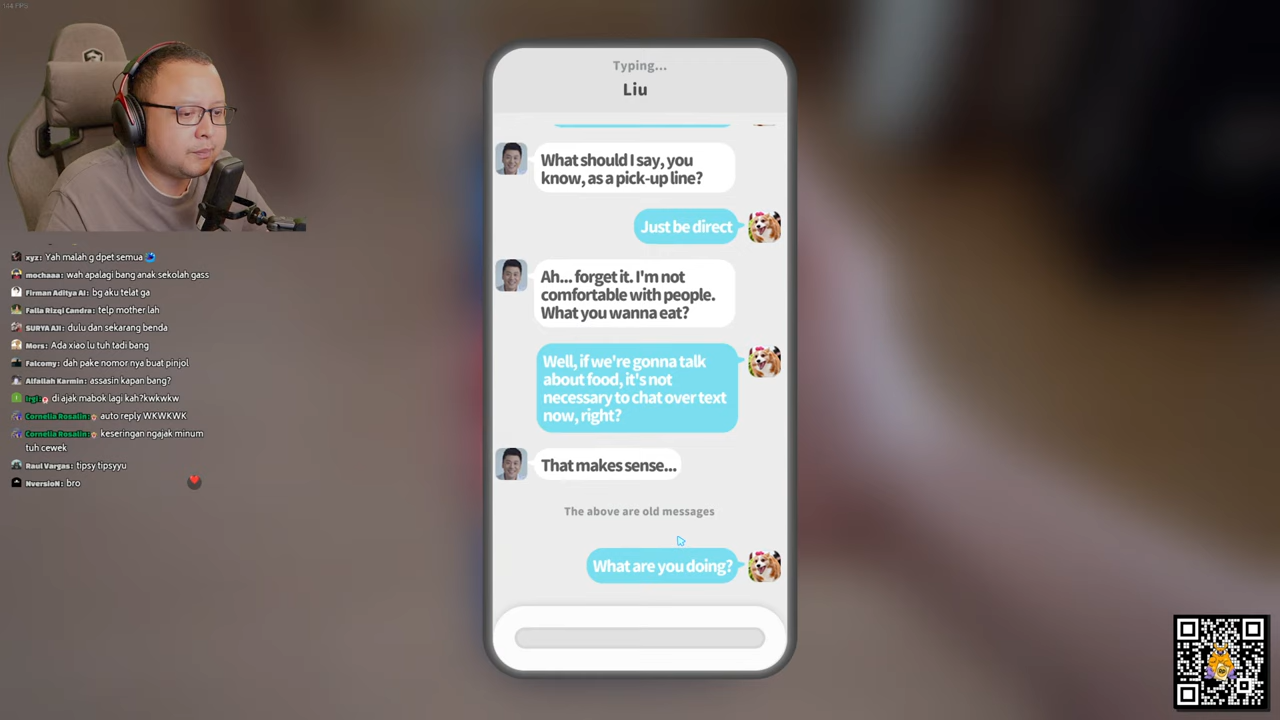 144 FPS
Typing...
Liu
What should I say, you
know, as a pick-up line?
Just be direct
Ah... forget it. I'm not
comfortable with people.
What you wanna eat?
Well, if we're gonna talk
about food, it's not
necessary to chat over text
now, right?
That makes sense...
The above are old messages
What are you doing?
xyz: Yah malah g dpet semua
mochaaa: wah apalagi bang anak sekolah gass
Firman Aditya Al: bg aku telat ga
Falla Rizqi Candra: telp mother lah
SURYA AJI: dulu dan sekarang benda
Mors: Ada xiao lu tuh tadi bang
Falcomy: dah pake nomor nya buat pinjol
Alfallah Karmin: assasin kapan bang?
di ajak mabok lagi kah?kwkwkw
Cornelia Rosalin: auto reply WKWKWK
Cornelia Rosalin: keseringan ngajak minum
tuh cewek
Raul Vargas: tipsy tipsyyu
NversioN: bro